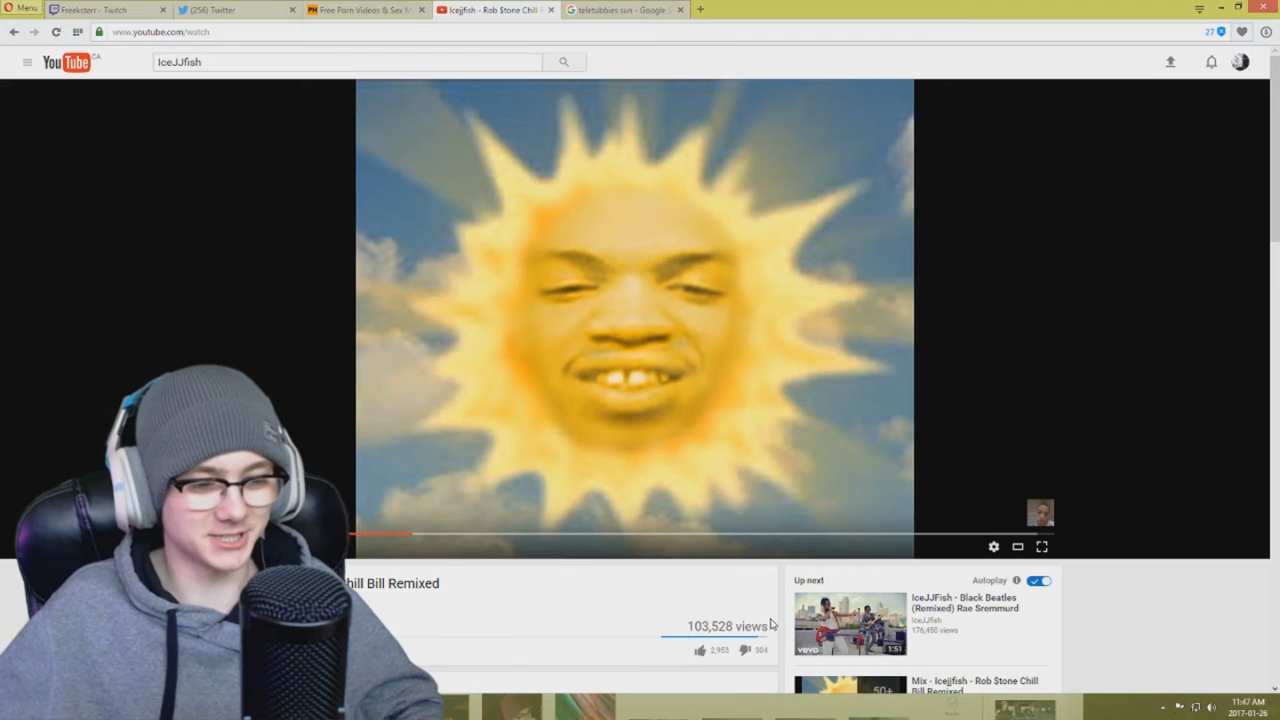 Menu
Freeksterr - Twitch
(256) Twitter
Free Porn Videos & Sex M
Icejjfish - Rob $tone Chill
teletubbies sun - Google
www.youtube.com/watch
27
YouTube CA
IceJJfish
hill Bill Remixed
103,528 views
2,953
304
Up next
Autoplay
IceJJFish - Black Beatles
(Remixed) Rae Sremmurd
IceJJfish
176,450 views
vevo
1:51
Mix - Icejjfish - Rob $tone Chill
Bill Remixed
50+
11:47 AM
2017-01-26